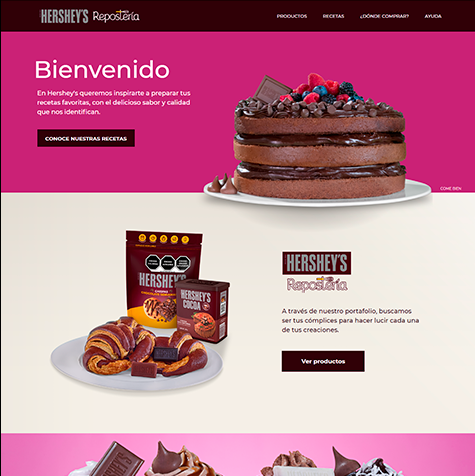 HERSHEY'S Repostería
PRODUCTOS RECETAS ¿DÓNDE COMPRAR? AYUDA
Bienvenido
En Hershey's queremos inspirarte a preparar tus
recetas favoritas, con el delicioso sabor y calidad
que nos identifican.
CONOCE NUESTRAS RECETAS
COME BIEN
HERSHEY'S
HERSHEY'S
COCOA
HERSHEY'S
Repostería
A través de nuestro portafolio, buscamos
ser tus cómplices para hacer lucir cada una
de tus creaciones.
Ver productos